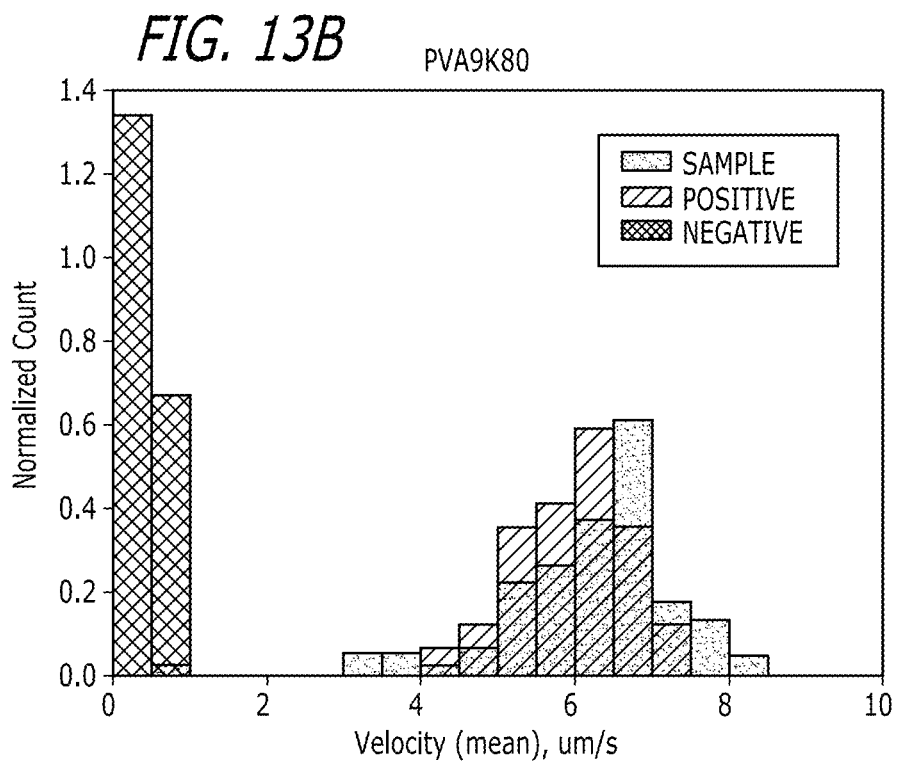 FIG. 13B
PVA9K80
1.4
1.2
1.0
0.8
0.6
0.4
0.2
0.0
Normalized Count
SAMPLE
POSITIVE
NEGATIVE
0 2 4 6 8 10
Velocity (mean), um/s